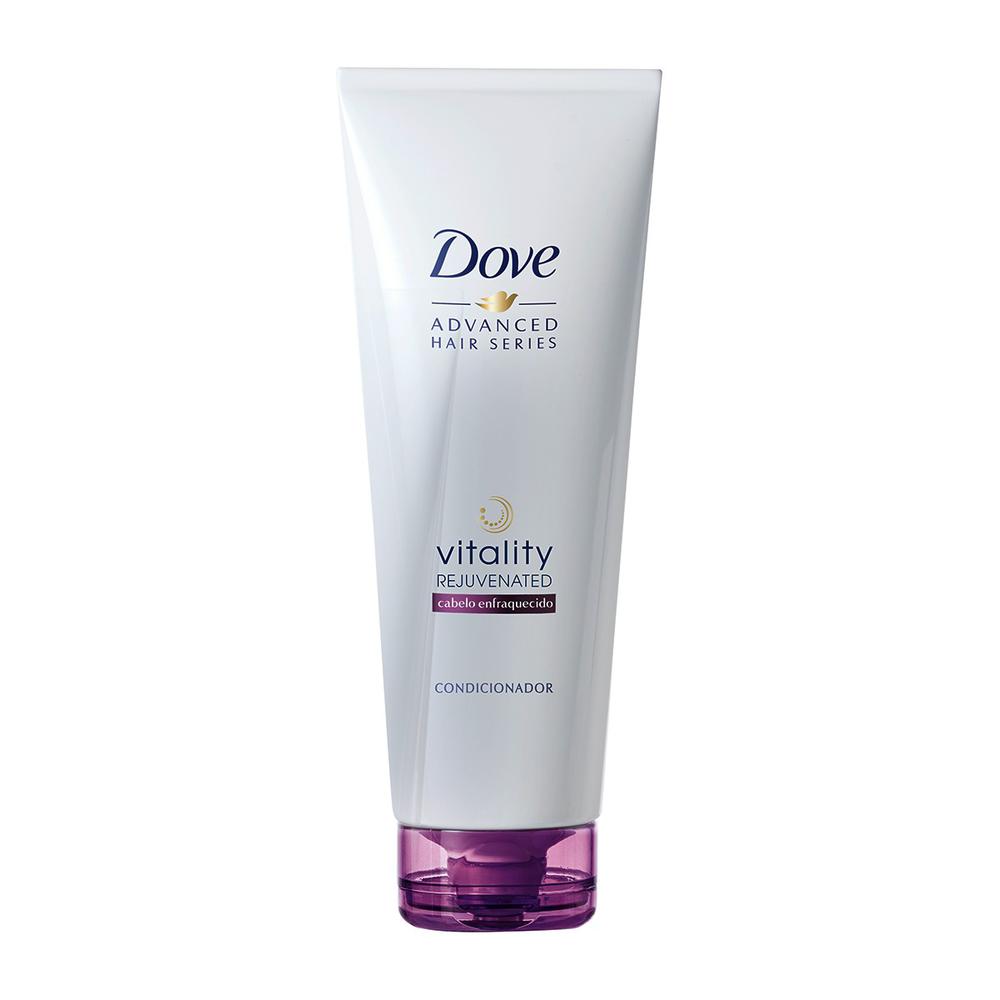 Dove
ADVANCED
HAIR SERIES
vitality
REJUVENATED
cabelo enfraquecido
CONDICIONADOR